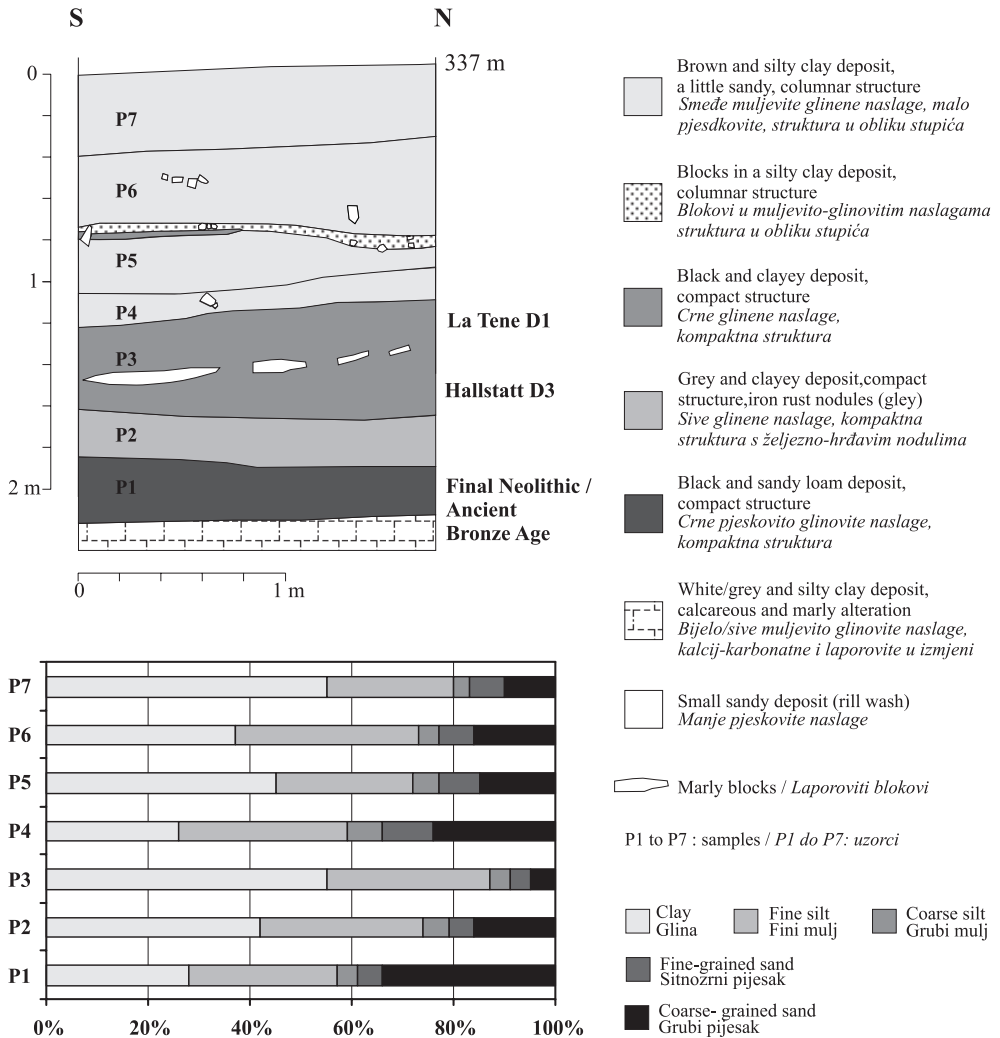 S
N
0
1
2 m
337 m
P7
P6
P5
P4
P3
P2
P1
La Tene D1
Hallstatt D3
Final Neolithic /
Ancient
Bronze Age
0
1 m
Brown and silty clay deposit,
a little sandy, columnar structure
Smeđe muljevite glinene naslage, malo
pjesdkovite, struktura u obliku stupića
Blocks in a silty clay deposit,
columnar structure
Blokovi u muljevito-glinovitim naslagama
struktura u obliku stupića
Black and clayey deposit,
compact structure
Crne glinene naslage,
kompaktna struktura
Grey and clayey deposit,compact
structure,iron rust nodules (gley)
Sive glinene naslage, kompaktna
struktura s željezno-hrđavim nodulima
Black and sandy loam deposit,
compact structure
Crne pjeskovito glinovite naslage,
kompaktna struktura
White/grey and silty clay deposit,
calcareous and marly alteration
Bijelo/sive muljevito glinovite naslage,
kalcij-karbonatne i laporovite u izmjeni
Small sandy deposit (rill wash)
Manje pjeskovite naslage
Marly blocks / Laporoviti blokovi
P1 to P7 : samples / P1 do P7: uzorci
Clay
Glina
Fine silt
Fini mulj
Coarse silt
Grubi mulj
Fine-grained sand
Sitnozrni pijesak
Coarse- grained sand
Grubi pijesak
P7
P6
P5
P4
P3
P2
P1
0%
20%
40%
60%
80%
100%